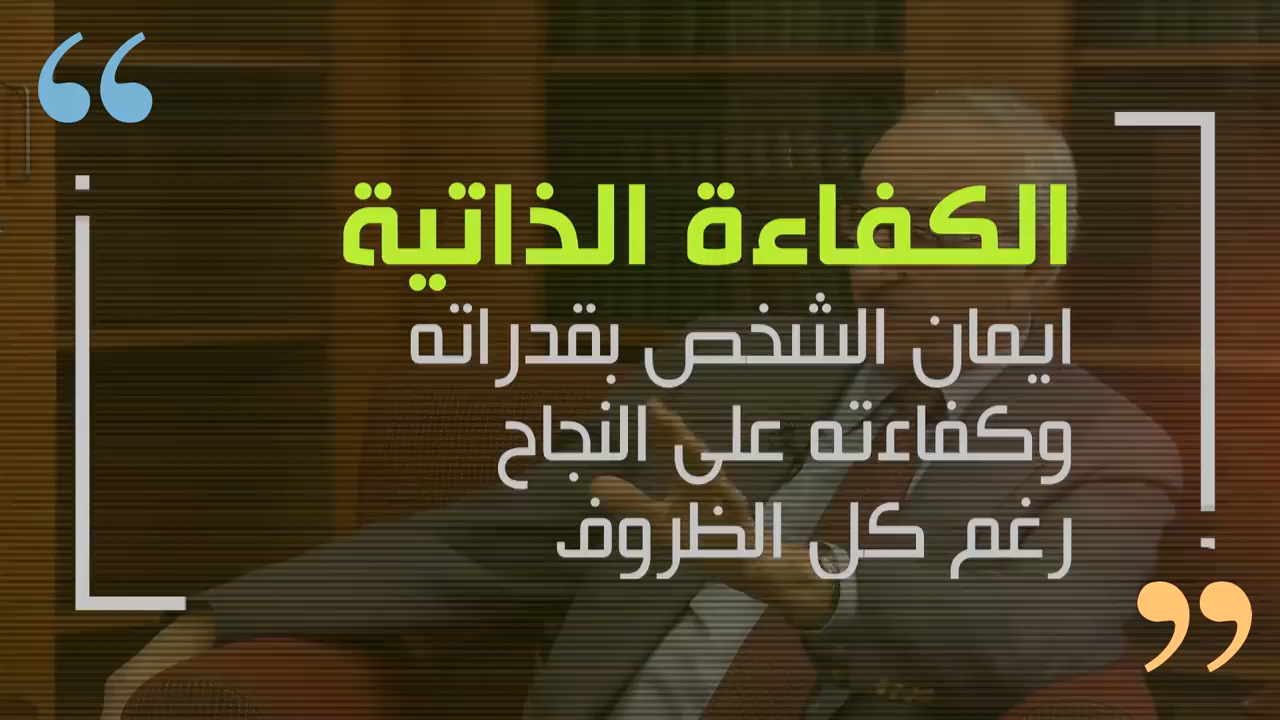 الكفاءة الذاتية
ايمان الشخص بقدراته
وكفاءته على النجاح
رغم كل الظروف